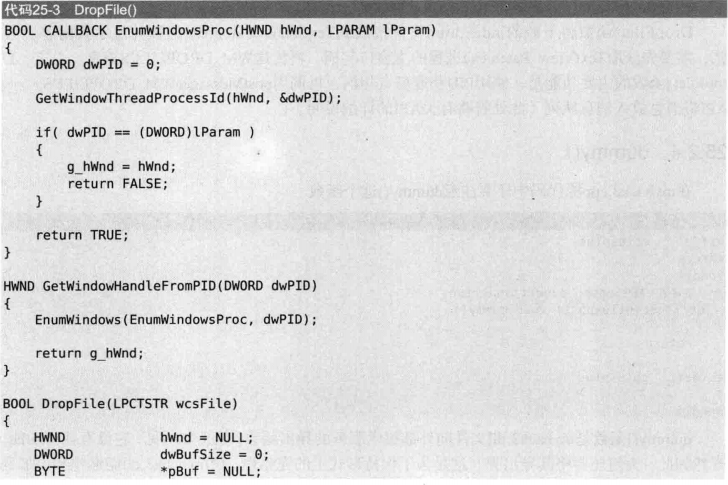 代码25-3 DropFile()
BOOL CALLBACK EnumWindowsProc(HWND hWnd, LPARAM lParam)
{
DWORD dwPID = 0;
GetWindowThreadProcessId(hWnd, &dwPID);
if( dwPID == (DWORD)lParam )
{
g_hWnd = hWnd;
return FALSE;
}
return TRUE;
}
HWND GetWindowHandleFromPID(DWORD dwPID)
{
EnumWindows(EnumWindowsProc, dwPID);
return g_hWnd;
}
BOOL DropFile(LPCTSTR wcsFile)
{
HWND hWnd = NULL;
DWORD dwBufSize = 0;
BYTE *pBuf = NULL;